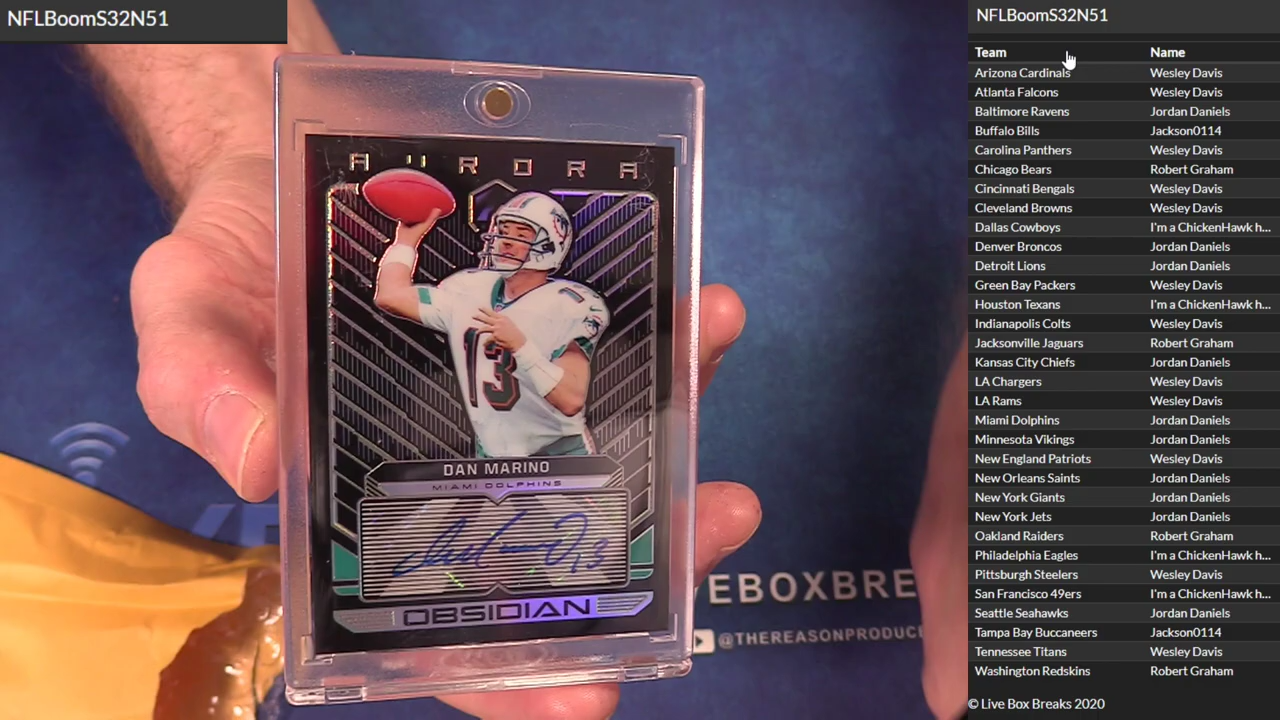 NFLBoomS32N51
AURORA
13
DAN MARINO
MIAMI DOLPHINS
OBSIDIAN
EBOXBRE
@THEREASONPRODUC
NFLBoomS32N51
Team Name
Arizona Cardinals Wesley Davis
Atlanta Falcons Wesley Davis
Baltimore Ravens Jordan Daniels
Buffalo Bills Jackson0114
Carolina Panthers Wesley Davis
Chicago Bears Robert Graham
Cincinnati Bengals Wesley Davis
Cleveland Browns Wesley Davis
Dallas Cowboys I'm a ChickenHawk h...
Denver Broncos Jordan Daniels
Detroit Lions Jordan Daniels
Green Bay Packers Wesley Davis
Houston Texans I'm a ChickenHawk h...
Indianapolis Colts Wesley Davis
Jacksonville Jaguars Robert Graham
Kansas City Chiefs Jordan Daniels
LA Chargers Wesley Davis
LA Rams Wesley Davis
Miami Dolphins Jordan Daniels
Minnesota Vikings Jordan Daniels
New England Patriots Wesley Davis
New Orleans Saints Jordan Daniels
New York Giants Jordan Daniels
New York Jets Jordan Daniels
Oakland Raiders Robert Graham
Philadelphia Eagles I'm a ChickenHawk h...
Pittsburgh Steelers Wesley Davis
San Francisco 49ers I'm a ChickenHawk h...
Seattle Seahawks Jordan Daniels
Tampa Bay Buccaneers Jackson0114
Tennessee Titans Wesley Davis
Washington Redskins Robert Graham
© Live Box Breaks 2020